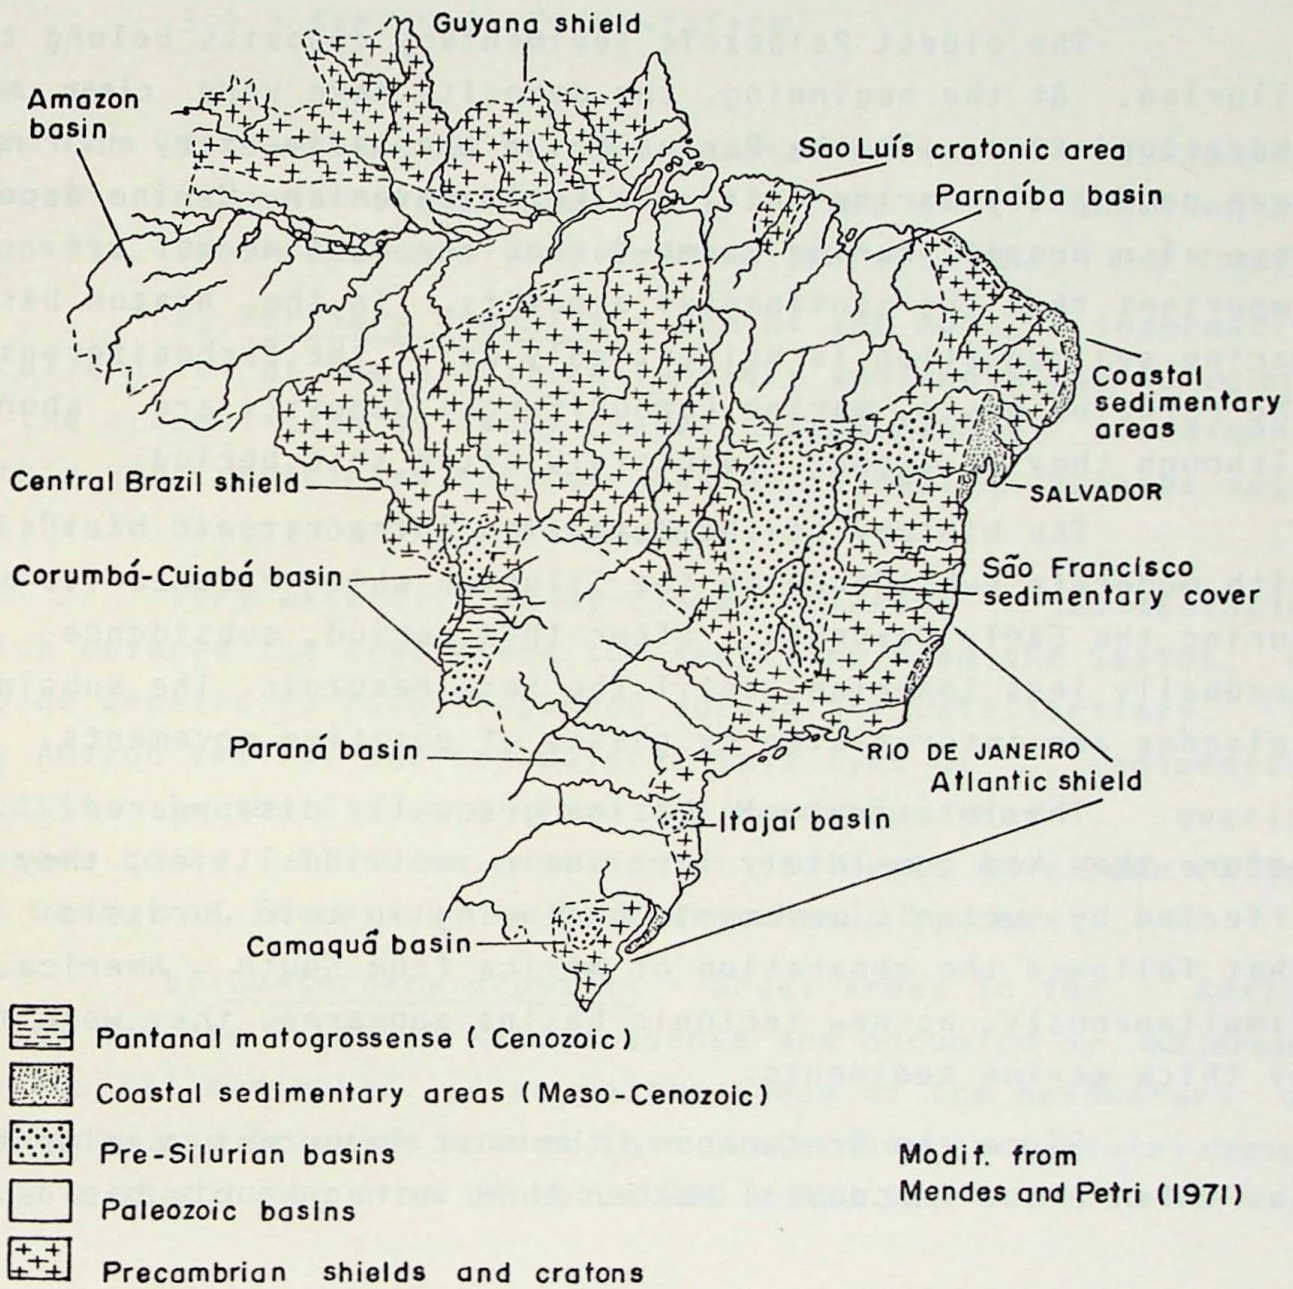 Guyana shield
Amazon
basin
Sao Luís cratonic area
Parnaíba basin
Coastal
sedimentary
areas
Central Brazil shield
SALVADOR
Corumbá-Cuiabá basin
São Francisco
sedimentary cover
Paraná basin
RIO DE JANEIRO
Atlantic shield
Itajaí basin
Camaquã basin
Pantanal matogrossense (Cenozoic)
Coastal sedimentary areas (Meso-Cenozoic)
Pre-Silurian basins
Paleozoic basins
Precambrian shields and cratons
Modif. from
Mendes and Petri (1971)